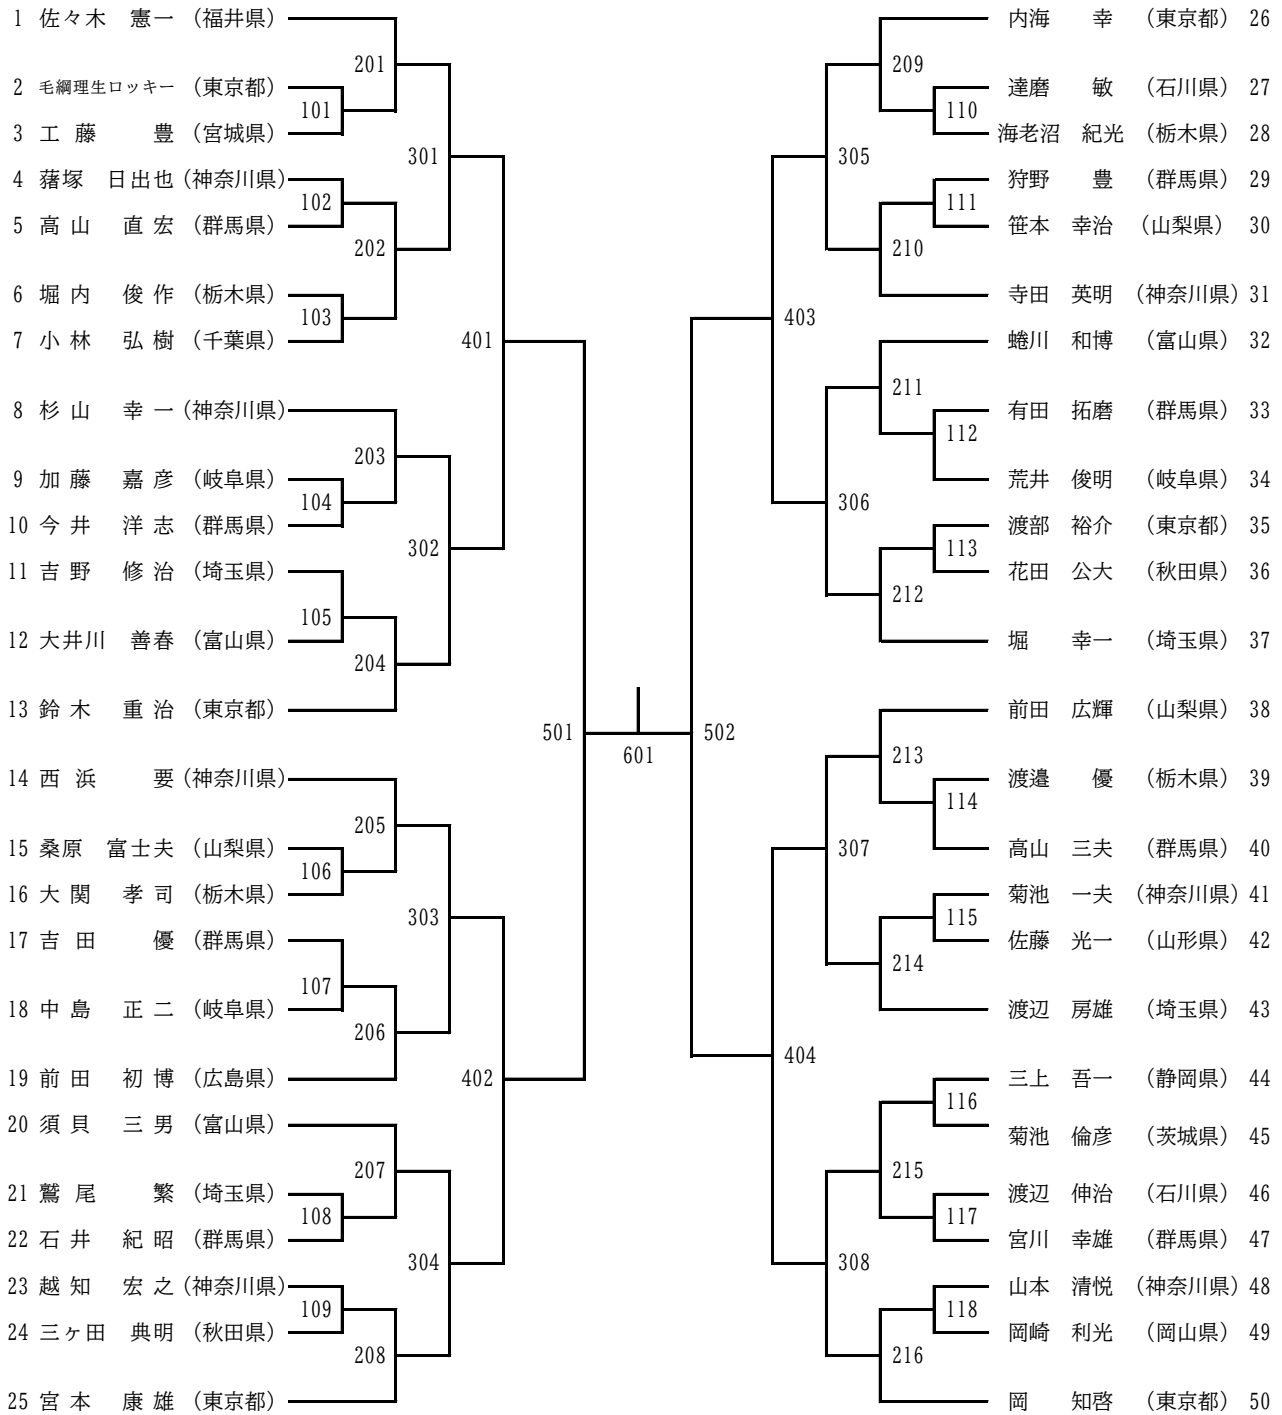 1 佐々木 憲一 (福井県)
201
2 毛綱理生ロッキー (東京都)
101
3 工藤 豊 (宮城県)
301
4 藷塚 日出也 (神奈川県)
102
5 高山 直宏 (群馬県)
202
6 堀内 俊作 (栃木県)
103
7 小林 弘樹 (千葉県)
401
8 杉山 幸一 (神奈川県)
203
9 加藤 嘉彦 (岐阜県)
104
10 今井 洋志 (群馬県)
302
11 吉野 修治 (埼玉県)
105
12 大井川 善春 (富山県)
204
13 鈴木 重治 (東京都)
501
14 西浜 要 (神奈川県)
205
15 桑原 富士夫 (山梨県)
106
16 大関 孝司 (栃木県)
303
17 吉田 優 (群馬県)
107
18 中島 正二 (岐阜県)
206
19 前田 初博 (広島県)
402
20 須貝 三男 (富山県)
207
21 鷲尾 繁 (埼玉県)
108
22 石井 紀昭 (群馬県)
304
23 越知 宏之 (神奈川県)
109
24 三ヶ田 典明 (秋田県)
208
25 宮本 康雄 (東京都)
601
内海 幸 (東京都) 26
209
達磨 敏 (石川県) 27
110
海老沼 紀光 (栃木県) 28
305
狩野 豊 (群馬県) 29
111
笹本 幸治 (山梨県) 30
210
寺田 英明 (神奈川県) 31
403
蜷川 和博 (富山県) 32
211
有田 拓磨 (群馬県) 33
112
荒井 俊明 (岐阜県) 34
306
渡部 裕介 (東京都) 35
113
花田 公大 (秋田県) 36
212
堀 幸一 (埼玉県) 37
前田 広輝 (山梨県) 38
502
213
渡邉 優 (栃木県) 39
114
高山 三夫 (群馬県) 40
307
菊池 一夫 (神奈川県) 41
115
佐藤 光一 (山形県) 42
214
渡辺 房雄 (埼玉県) 43
404
三上 吾一 (静岡県) 44
116
菊池 倫彦 (茨城県) 45
215
渡辺 伸治 (石川県) 46
117
宮川 幸雄 (群馬県) 47
308
山本 清悦 (神奈川県) 48
118
岡崎 利光 (岡山県) 49
216
岡 知啓 (東京都) 50